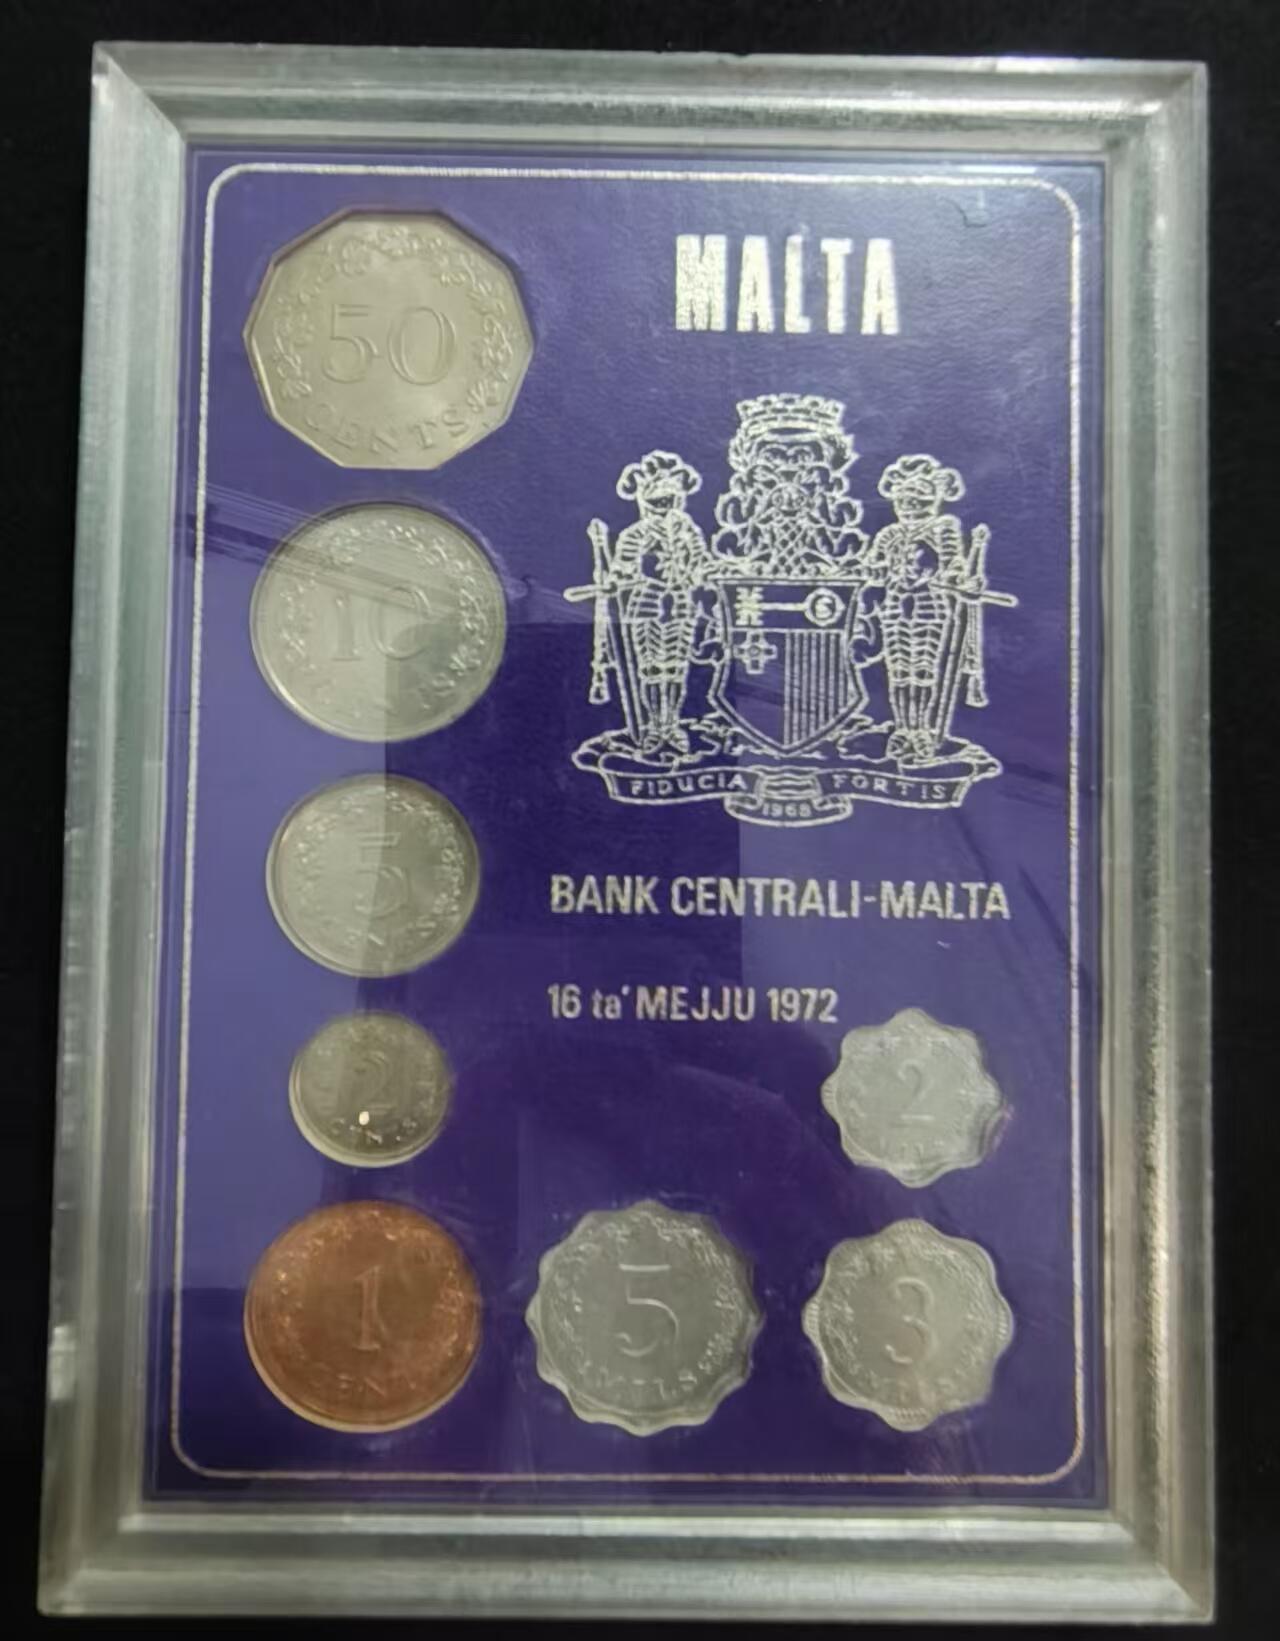 MALTA
50
CENTS
10
FIDUCIA FORTIS
1968
5
BANK CENTRALI-MALTA
16 ta' MEJJU 1972
2
CENTS
2
1
CENT
5
MILS
3
MILS